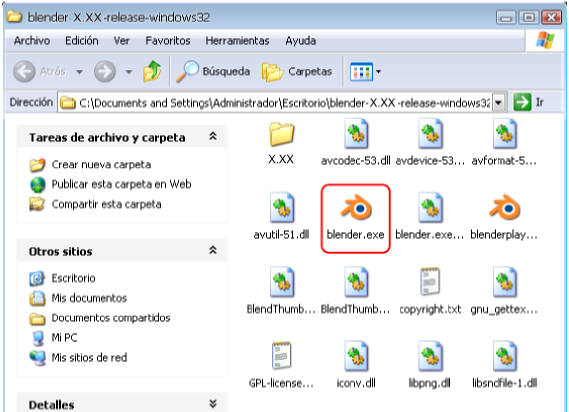 blender X.XX-release-windows32
Archivo Edición Ver Favoritos Herramientas Ayuda
Atrás Búsqueda Carpetas
Dirección C:\Documents and Settings\Administrador\Escritorio\blender-X.XX-release-windows32 Ir
Tareas de archivo y carpeta
Crear nueva carpeta
Publicar esta carpeta en Web
Compartir esta carpeta
Otros sitios
Escritorio
Mis documentos
Documentos compartidos
Mi PC
Mis sitios de red
Detalles
X.XX avcodec-53.dll avdevice-53... avformat-5...
avutil-51.dll blender.exe blender.exe... blenderplay...
BlendThumb... BlendThumb... copyright.txt gnu_gettex...
GPL-license... iconv.dll libpng.dll libsndfile-1.dll